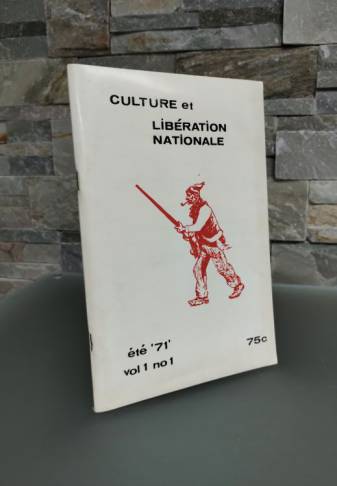 CULTURE et
LIBÉRATION
NATIONALE
été '71'
75c
vol 1 no 1